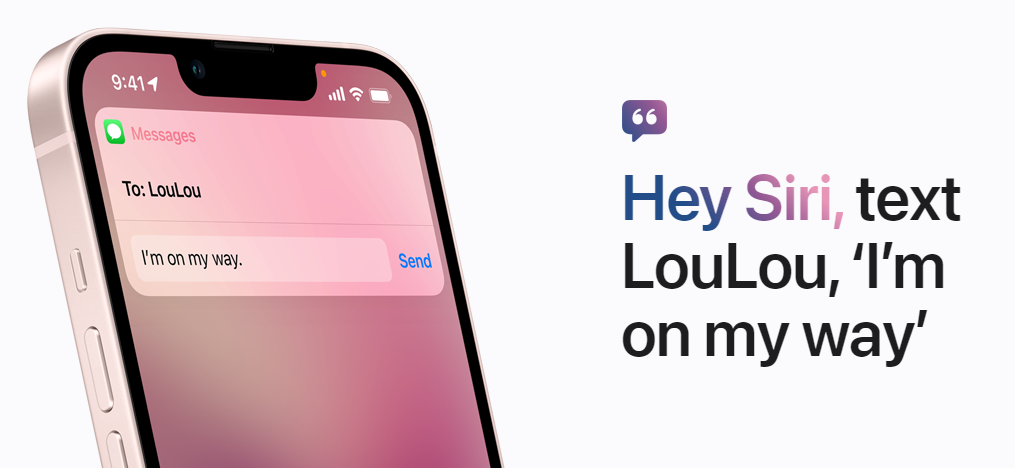 9:41
Messages
To: LouLou
I'm on my way.
Send
Hey Siri, text
LouLou, ‘I’m
on my way’